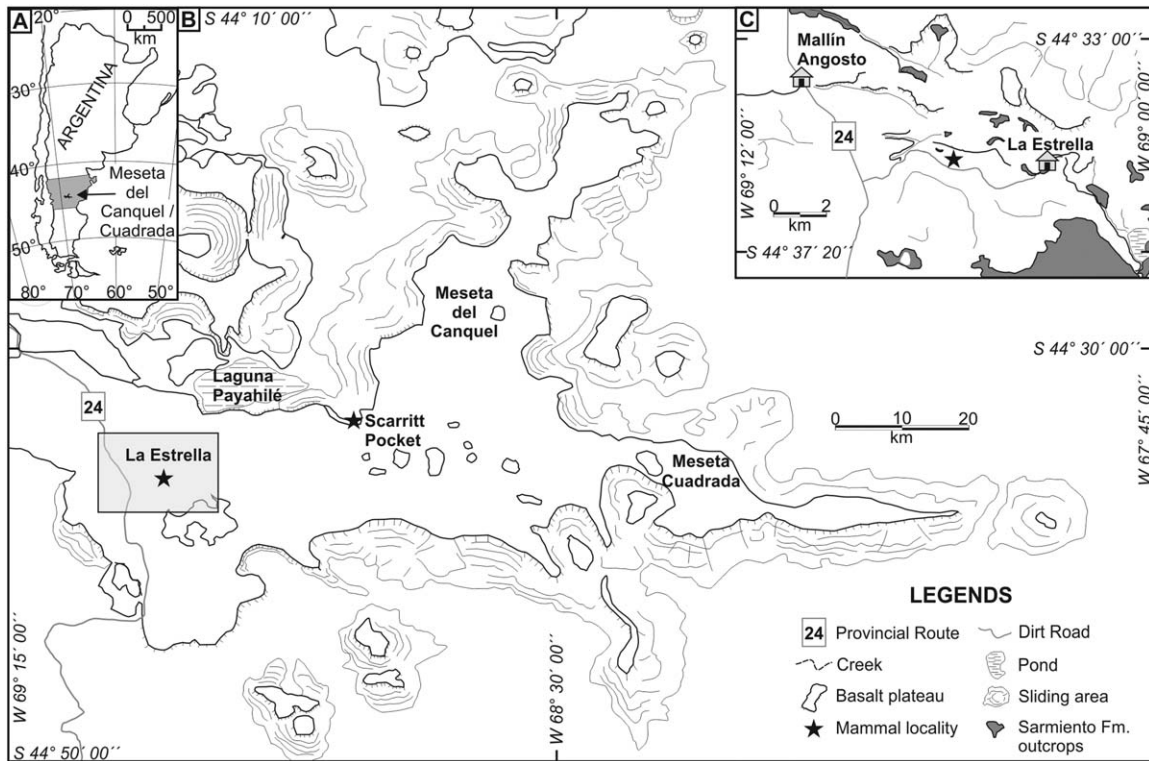 A
20°
0 500
km
30°
40°
50°
80° 70° 60° 50°
ARGENTINA
Meseta
del
Canquel /
Cuadrada
B
S 44° 10´ 00´´
Meseta
del
Canquel
Laguna
Payahilé
24
La Estrella
Scarritt
Pocket
Meseta
Cuadrada
0 10 20
km
S 44° 30´ 00´´
W 67° 45´ 00´´
W 69° 15´ 00´´
S 44° 50´ 00´´
W 68° 30´ 00´´
C
Mallín
Angosto
S 44° 33´ 00´´
W 69° 00´ 00´´
24
La Estrella
W 69° 12´ 00´´
0 2
km
S 44° 37´ 20´´
LEGENDS
24 Provincial Route
Creek
Basalt plateau
Mammal locality
Dirt Road
Pond
Sliding area
Sarmiento Fm.
outcrops